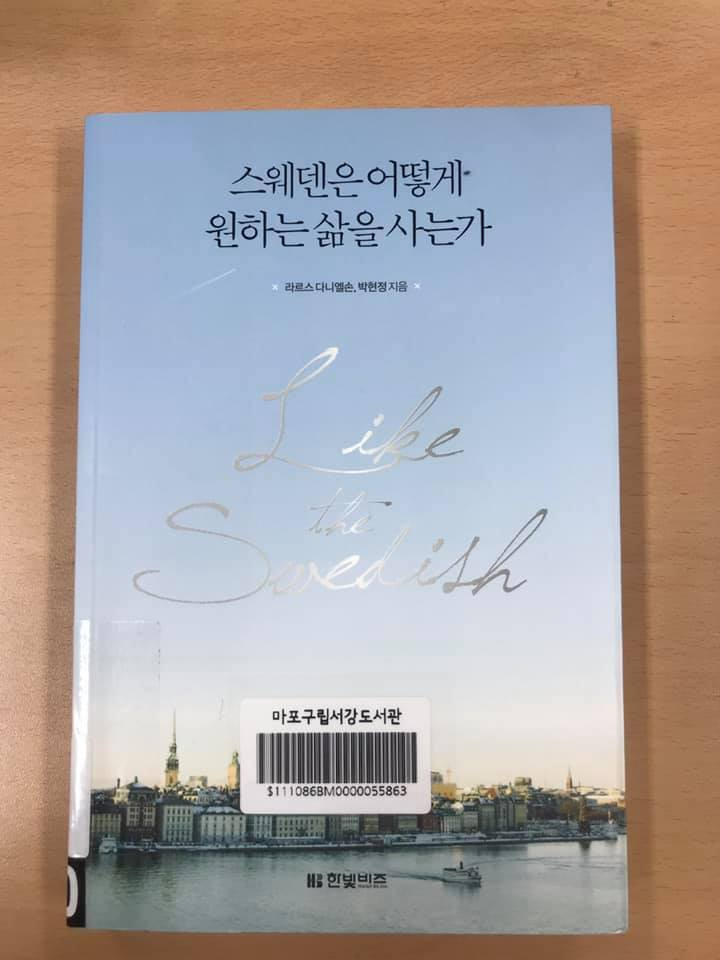 스웨덴은 어떻게
원하는 삶을 사는가
× 라르스 다니엘손, 박현정 지음 ×
Like
the
Swedish
마포구립서강도서관
$111086BM0000055863
HB 한빛비즈